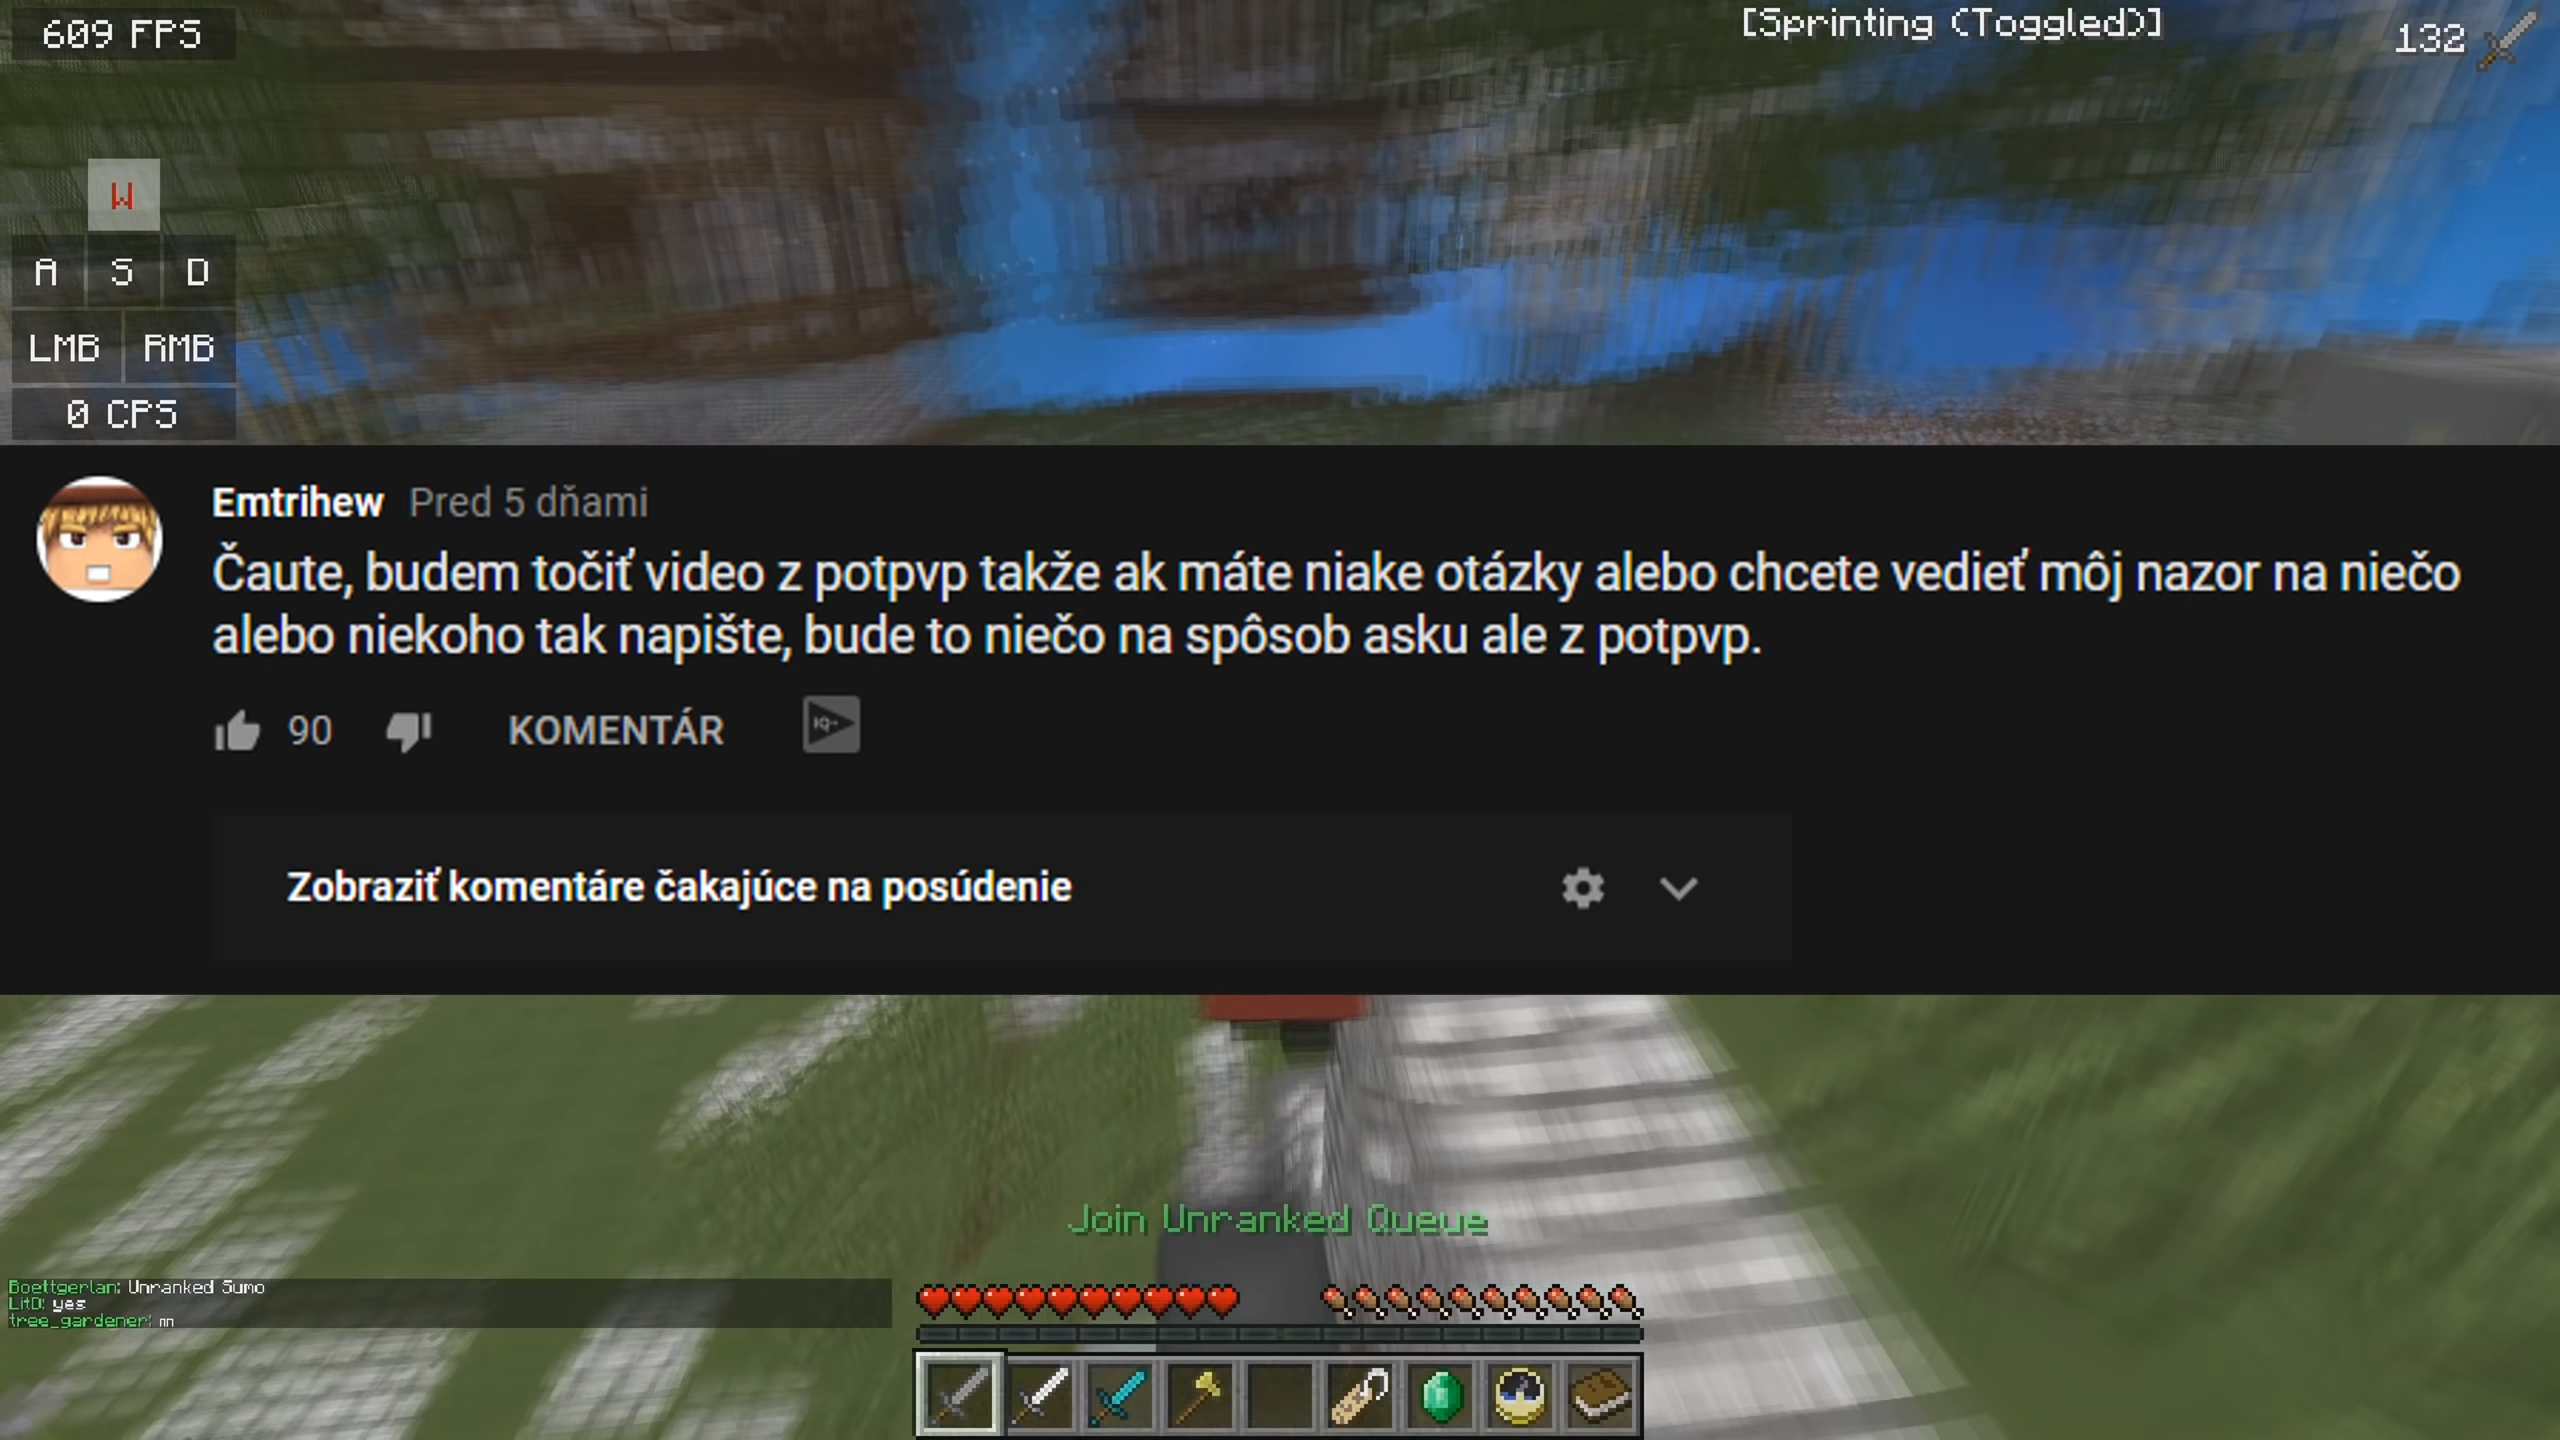 609 FPS
[Sprinting (Toggled)]
132
W
A S D
LMB RMB
0 CPS
Emtrihew Pred 5 dňami
Čaute, budem točiť video z potpvp takže ak máte niake otázky alebo chcete vedieť môj nazor na niečo
alebo niekoho tak napište, bude to niečo na spôsob asku ale z potpvp.
90 KOMENTÁR IQ
Zobraziť komentáre čakajúce na posúdenie
Join Unranked Queue
Boettgerlan: Unranked Sumo
LitD: yes
tree_gardener: nn